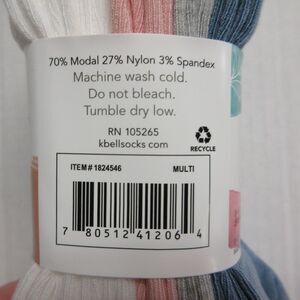 70% Modal 27% Nylon 3% Spandex
Machine wash cold.
Do not bleach.
Tumble dry low.
RN 105265
kbellsocks.com
RECYCLE
ITEM# 1824546 MULTI
7 80512 41206 4